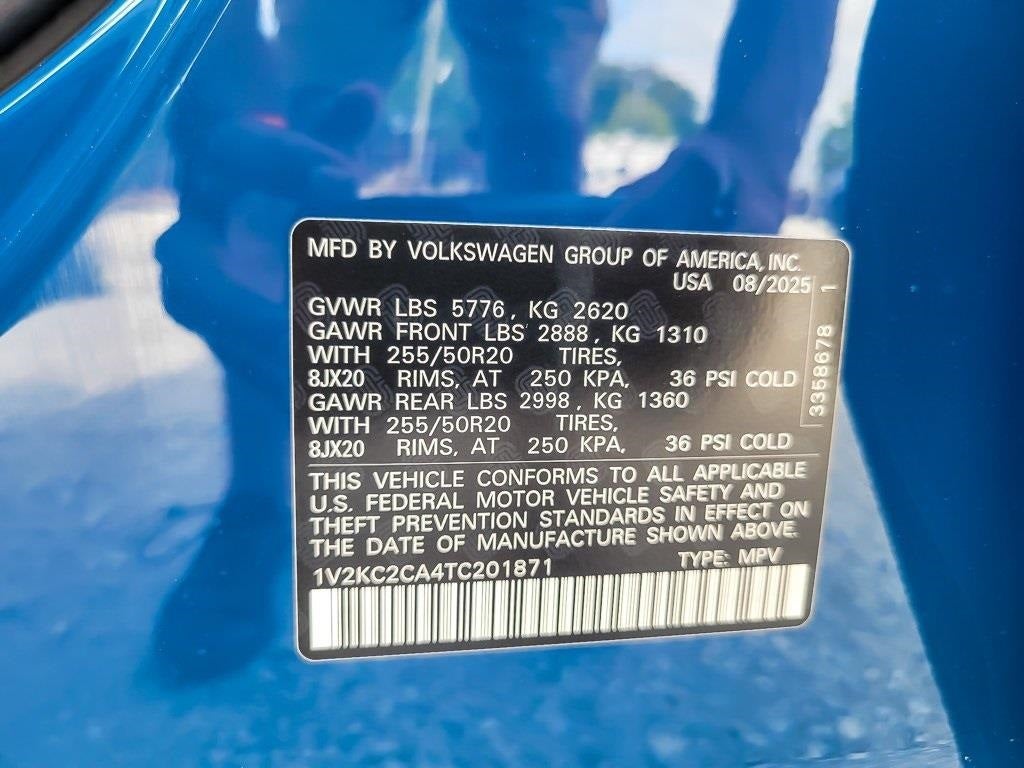 MFD BY VOLKSWAGEN GROUP OF AMERICA, INC.
USA 08/2025
GVWR LBS 5776, KG 2620
GAWR FRONT LBS 2888, KG 1310
WITH 255/50R20 TIRES,
8JX20 RIMS, AT 250 KPA, 36 PSI COLD
GAWR REAR LBS 2998, KG 1360
WITH 255/50R20 TIRES,
8JX20 RIMS, AT 250 KPA, 36 PSI COLD
3358678 1
THIS VEHICLE CONFORMS TO ALL APPLICABLE
U.S. FEDERAL MOTOR VEHICLE SAFETY AND
THEFT PREVENTION STANDARDS IN EFFECT ON
THE DATE OF MANUFACTURE SHOWN ABOVE.
1V2KC2CA4TC201871 TYPE: MPV